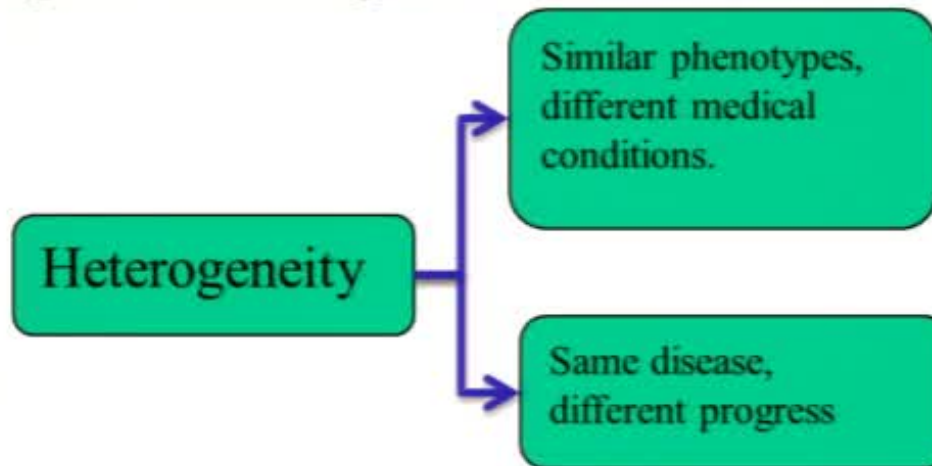 Similar phenotypes,
different medical
conditions.
Heterogeneity
Same disease,
different progress